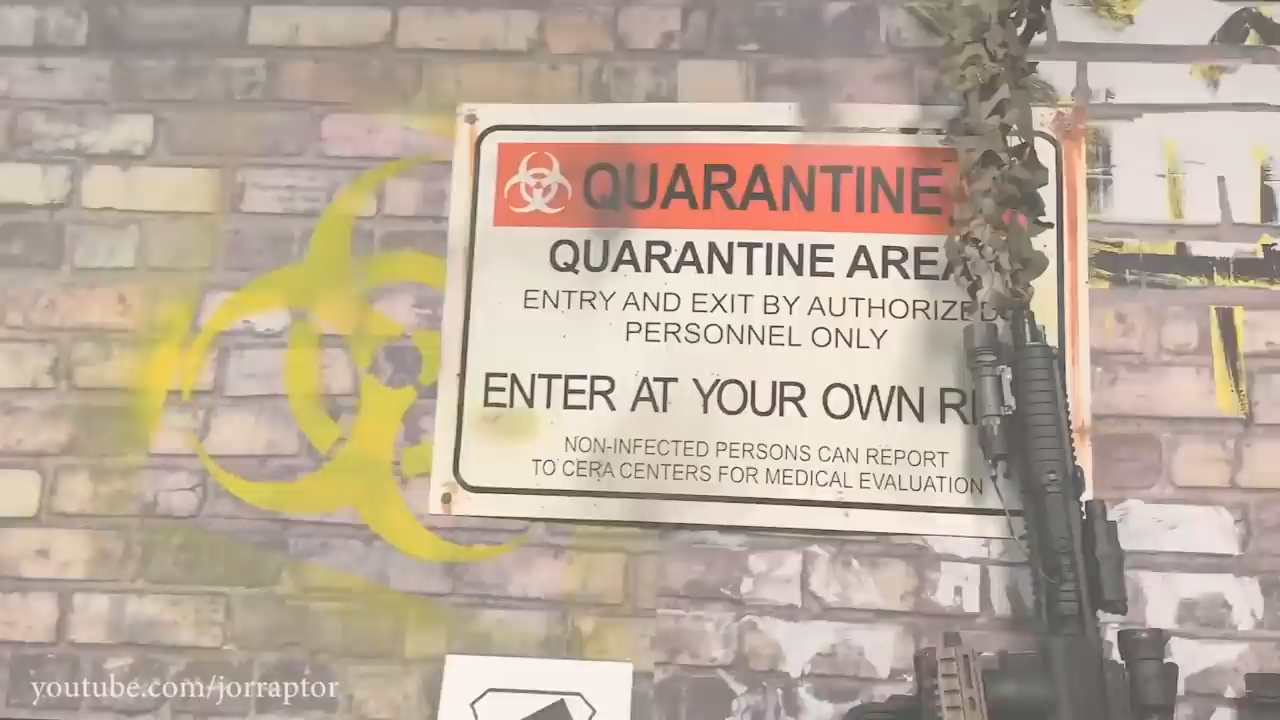 QUARANTINE
QUARANTINE AREA
ENTRY AND EXIT BY AUTHORIZED
PERSONNEL ONLY
ENTER AT YOUR OWN
NON-INFECTED PERSONS CAN REPORT
TO CERA CENTERS FOR MEDICAL EVALUATION
youtube.com/jorraptor